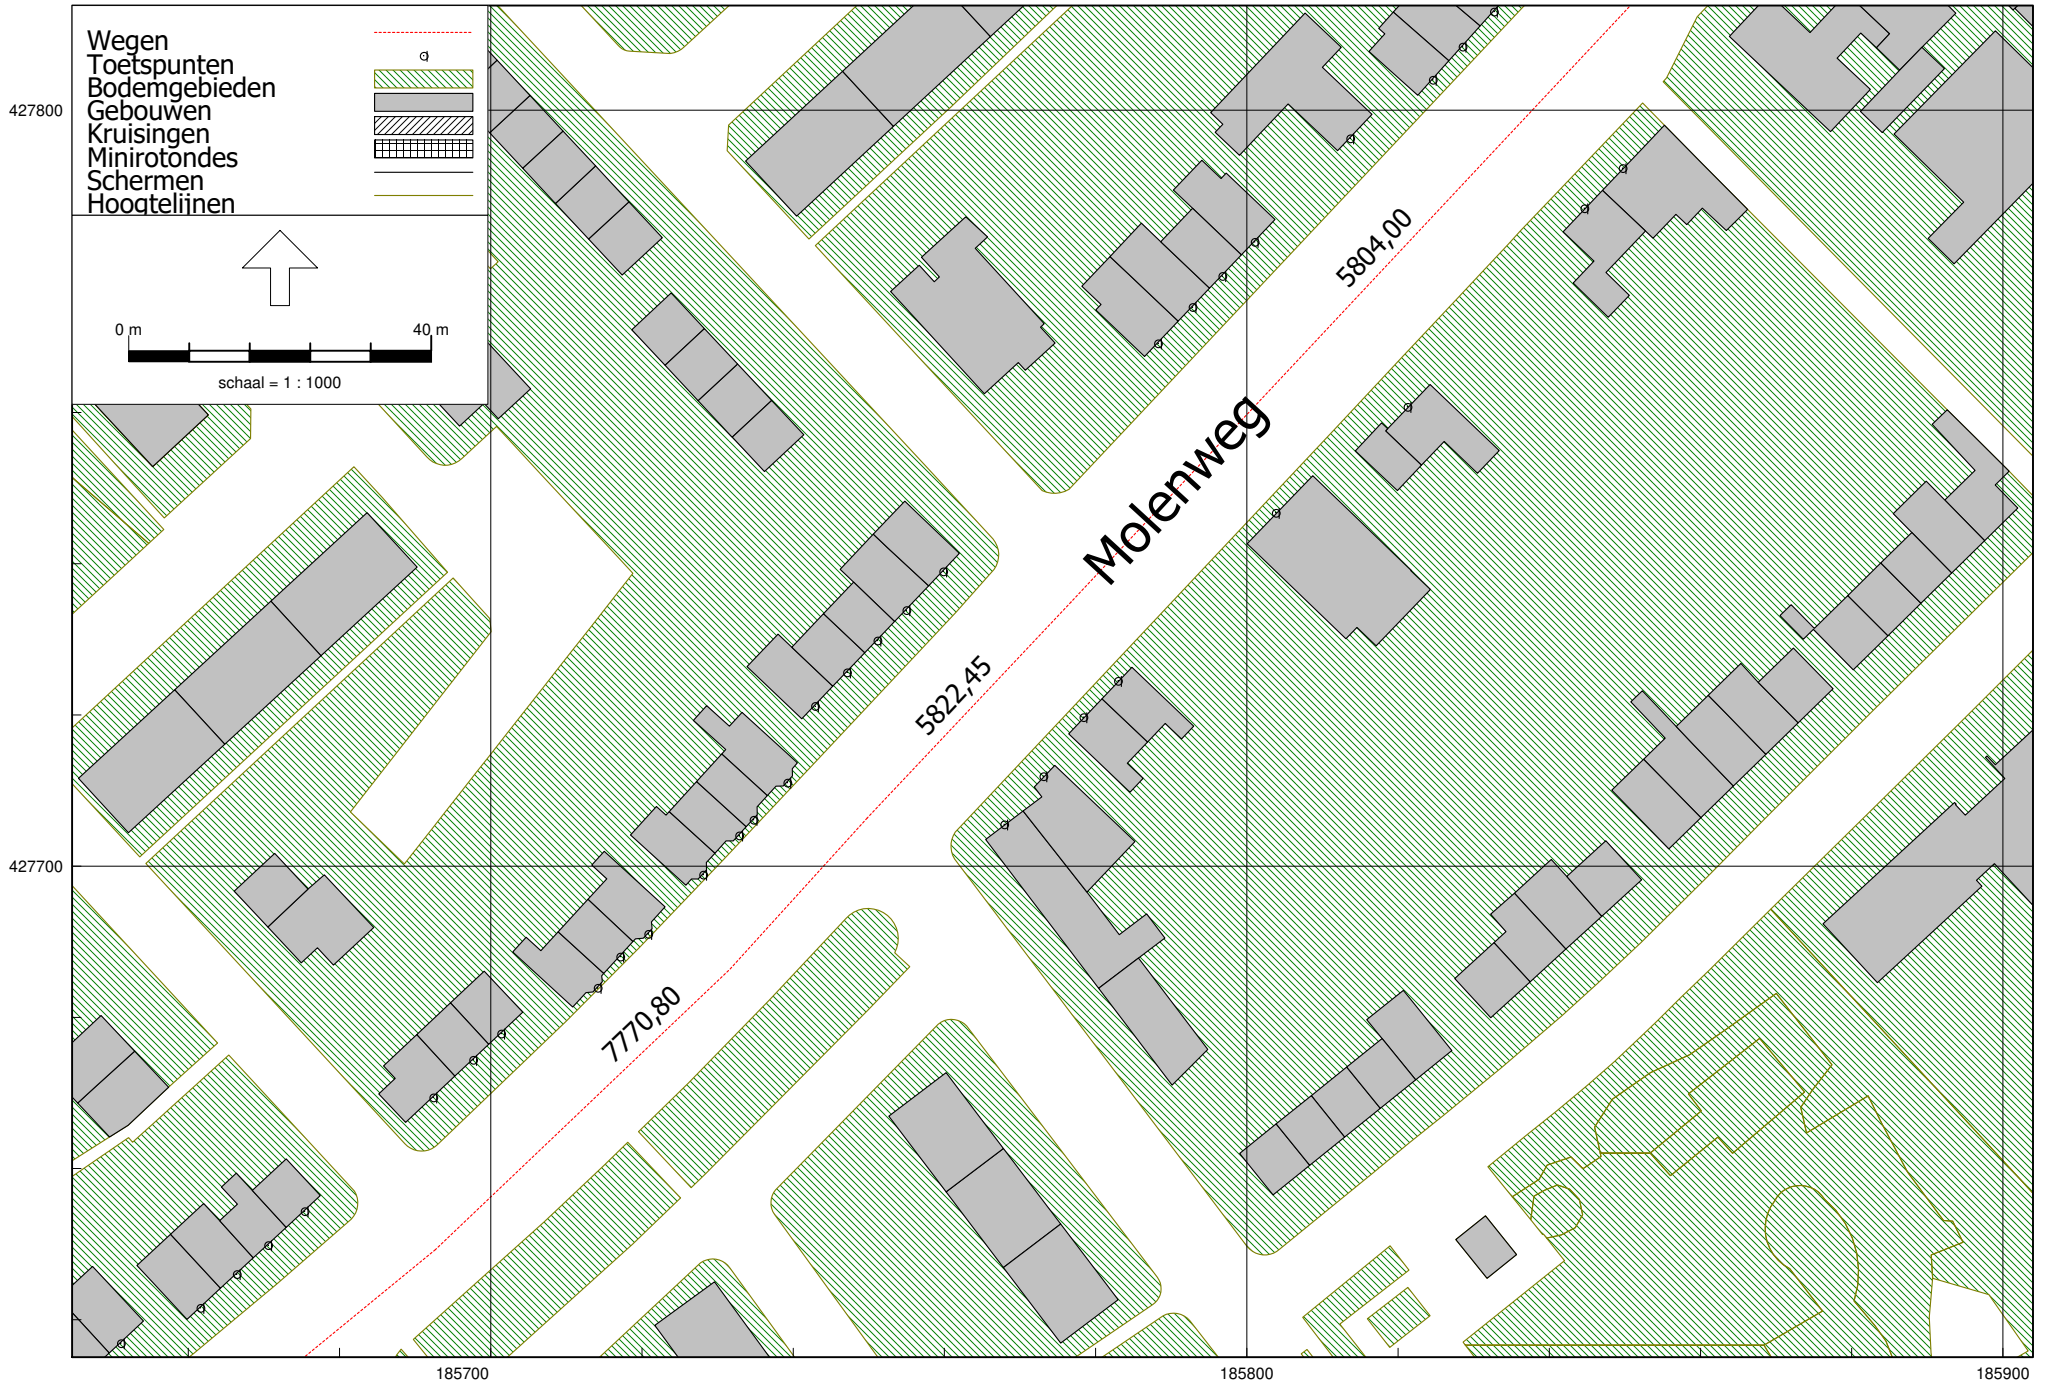 Wegen
Toetspunten
Bodemgebieden
Gebouwen
Kruisingen
Minirotondes
Schermen
Hoogtelijnen
0 m 40 m
schaal = 1 : 1000
427800
427700
5804,00
Molenweg
5822,45
7770,80
185700 185800 185900